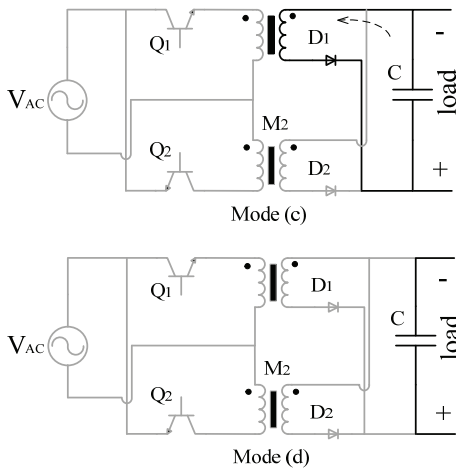 Q1
D1
-
VAC
C
load
M2
Q2
D2
+
Mode (c)
Q1
D1
-
VAC
C
load
M2
Q2
D2
+
Mode (d)